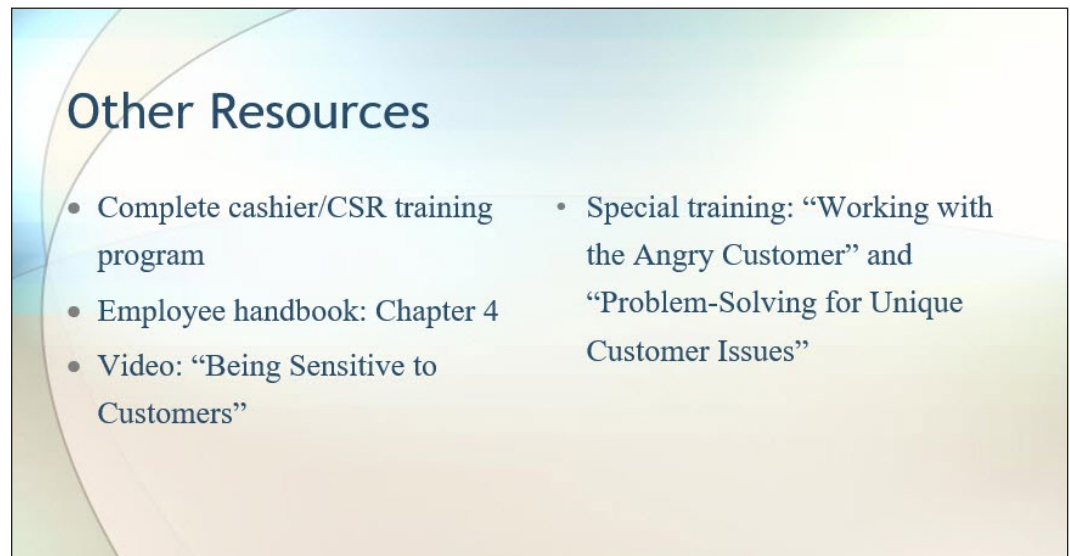 Other Resources
• Complete cashier/CSR training
program
• Employee handbook: Chapter 4
• Video: “Being Sensitive to
Customers”
• Special training: “Working with
the Angry Customer” and
“Problem-Solving for Unique
Customer Issues”